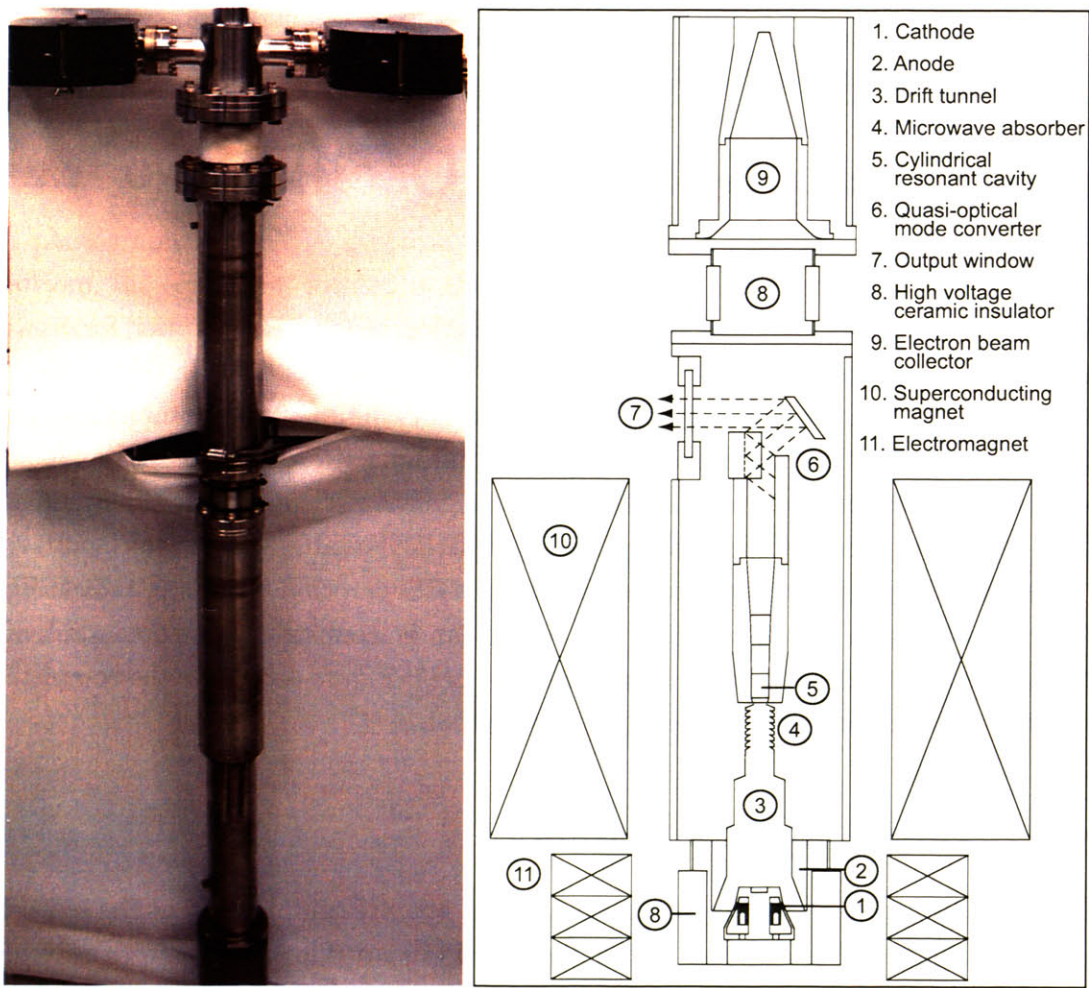 1. Cathode
2. Anode
3. Drift tunnel
4. Microwave absorber
5. Cylindrical
resonant cavity
6. Quasi-optical
mode converter
7. Output window
8. High voltage
ceramic insulator
9. Electron beam
collector
10. Superconducting
magnet
11. Electromagnet
9
8
7
6
10
5
4
3
11
2
1
8